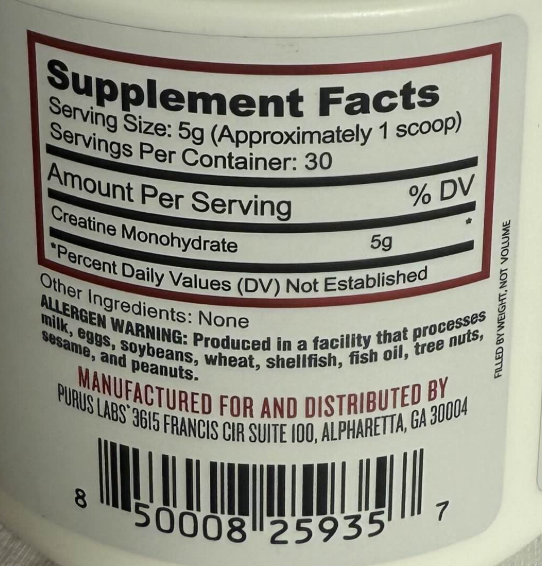 Supplement Facts
Serving Size: 5g (Approximately 1 scoop)
Servings Per Container: 30
Amount Per Serving % DV
Creatine Monohydrate 5g *
*Percent Daily Values (DV) Not Established
Other Ingredients: None
ALLERGEN WARNING: Produced in a facility that processes
milk, eggs, soybeans, wheat, shellfish, fish oil, tree nuts,
sesame, and peanuts.
MANUFACTURED FOR AND DISTRIBUTED BY
PURUS LABS® 3615 FRANCIS CIR SUITE 100, ALPHARETTA, GA 30004
8 50008 25935 7
FILLED BY WEIGHT, NOT VOLUME